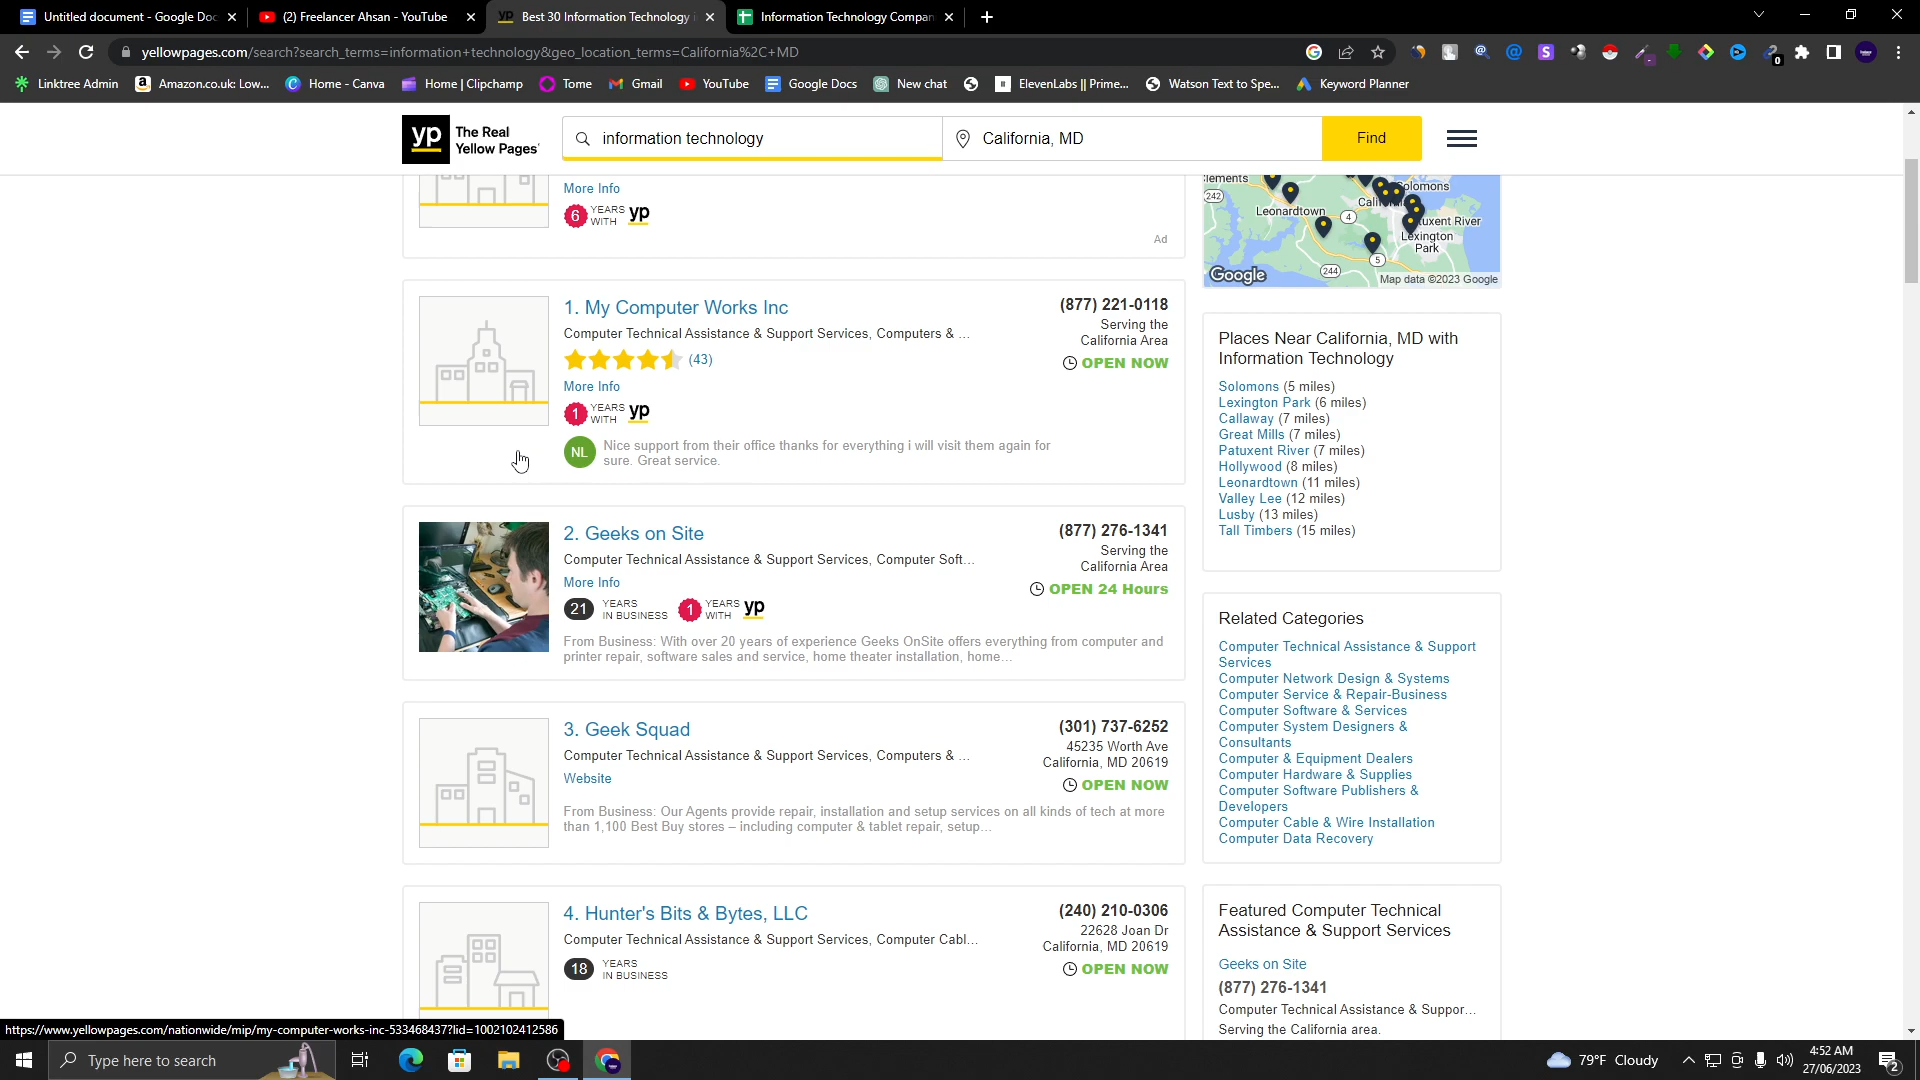 Untitled document - Google Doc
(2) Freelancer Ahsan - YouTube
Best 30 Information Technology i
Information Technology Compan
yellowpages.com/search?search_terms=information+technology&geo_location_terms=California%2C+MD
Linktree Admin
Amazon.co.uk: Low...
Home - Canva
Home | Clipchamp
Tome
Gmail
YouTube
Google Docs
New chat
ElevenLabs || Prime...
Watson Text to Spe...
Keyword Planner
yp The Real Yellow Pages
information technology
California, MD
Find
More Info
6 YEARS WITH yp
Ad
1. My Computer Works Inc
Computer Technical Assistance & Support Services, Computers & ...
(43)
More Info
1 YEARS WITH yp
NL
Nice support from their office thanks for everything i will visit them again for
sure. Great service.
(877) 221-0118
Serving the
California Area
OPEN NOW
2. Geeks on Site
Computer Technical Assistance & Support Services, Computer Soft...
More Info
21 YEARS IN BUSINESS 1 YEARS WITH yp
From Business: With over 20 years of experience Geeks OnSite offers everything from computer and
printer repair, software sales and service, home theater installation, home...
(877) 276-1341
Serving the
California Area
OPEN 24 Hours
3. Geek Squad
Computer Technical Assistance & Support Services, Computers & ...
Website
From Business: Our Agents provide repair, installation and setup services on all kinds of tech at more
than 1,100 Best Buy stores – including computer & tablet repair, setup...
(301) 737-6252
45235 Worth Ave
California, MD 20619
OPEN NOW
4. Hunter's Bits & Bytes, LLC
Computer Technical Assistance & Support Services, Computer Cabl...
18 YEARS IN BUSINESS
(240) 210-0306
22628 Joan Dr
California, MD 20619
OPEN NOW
242
Leonardtown
4
Solomons
Patuxent River
Lexington
Park
5
244
Google
Map data ©2023 Google
Places Near California, MD with
Information Technology
Solomons (5 miles)
Lexington Park (6 miles)
Callaway (7 miles)
Great Mills (7 miles)
Patuxent River (7 miles)
Hollywood (8 miles)
Leonardtown (11 miles)
Valley Lee (12 miles)
Lusby (13 miles)
Tall Timbers (15 miles)
Related Categories
Computer Technical Assistance & Support
Services
Computer Network Design & Systems
Computer Service & Repair-Business
Computer Software & Services
Computer System Designers &
Consultants
Computer & Equipment Dealers
Computer Hardware & Supplies
Computer Software Publishers &
Developers
Computer Cable & Wire Installation
Computer Data Recovery
Featured Computer Technical
Assistance & Support Services
Geeks on Site
(877) 276-1341
Computer Technical Assistance & Suppor...
Serving the California area.
https://www.yellowpages.com/nationwide/mip/my-computer-works-inc-533468437?lid=1002102412586
Type here to search
79°F Cloudy
4:52 AM
27/06/2023
2